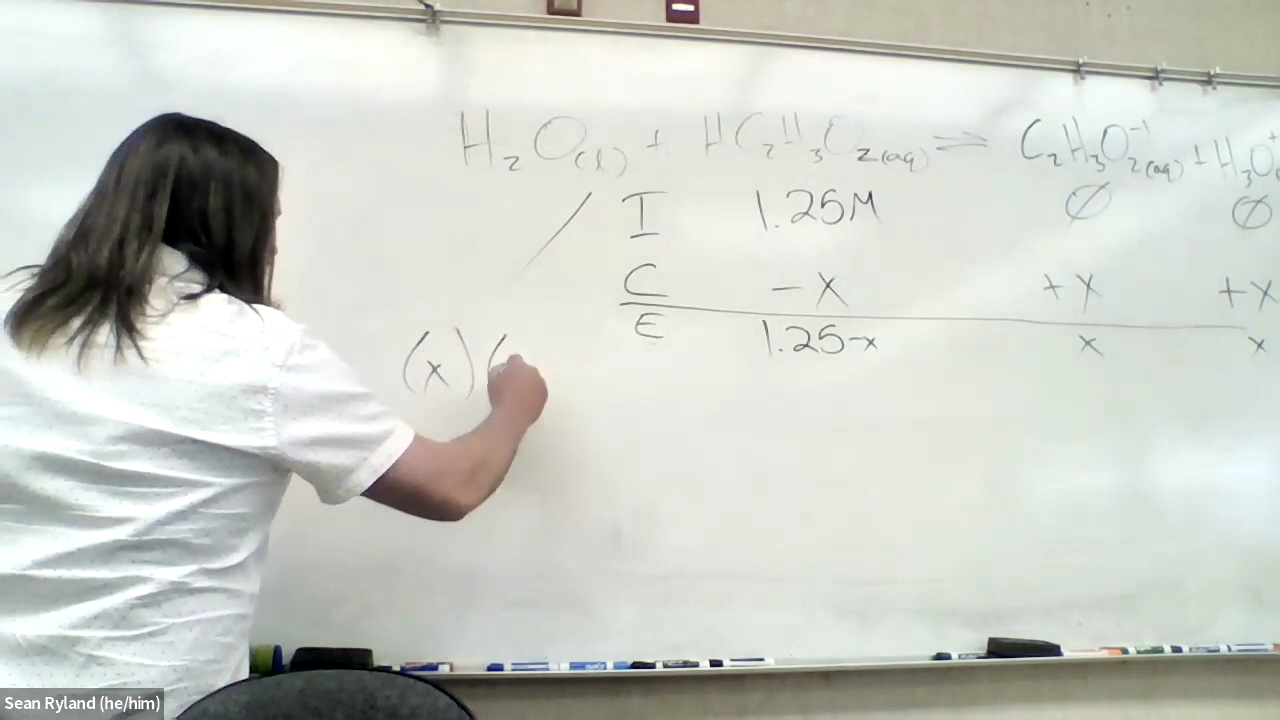 H₂O(l) + HC₂H₃O₂(aq) ⇌ C₂H₃O₂⁻¹(aq) + H₃O⁺
I 1.25M ∅ ∅
C -x +x +x
E 1.25-x x x
(x)(
Sean Ryland (he/him)